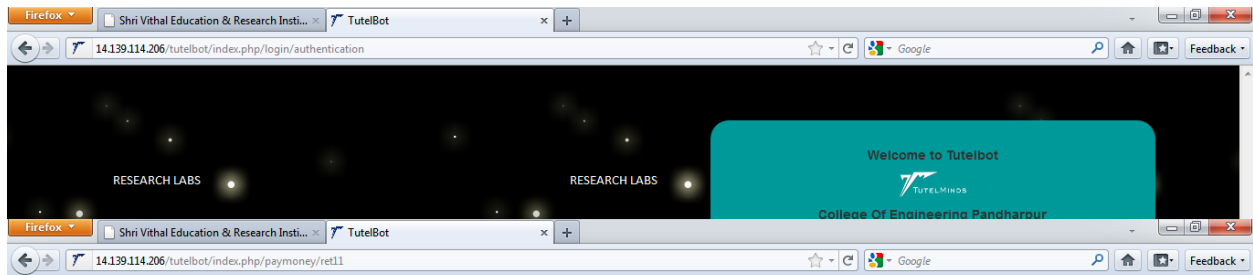 Firefox Shri Vithal Education & Research Insti... TutelBot
14.139.114.206/tutelbot/index.php/login/authentication Google Feedback
Welcome to Tutelbot
RESEARCH LABS RESEARCH LABS
TUTELMINDS
College Of Engineering Pandharpur
Firefox Shri Vithal Education & Research Insti... TutelBot
14.139.114.206/tutelbot/index.php/paymoney/ret11 Google Feedback